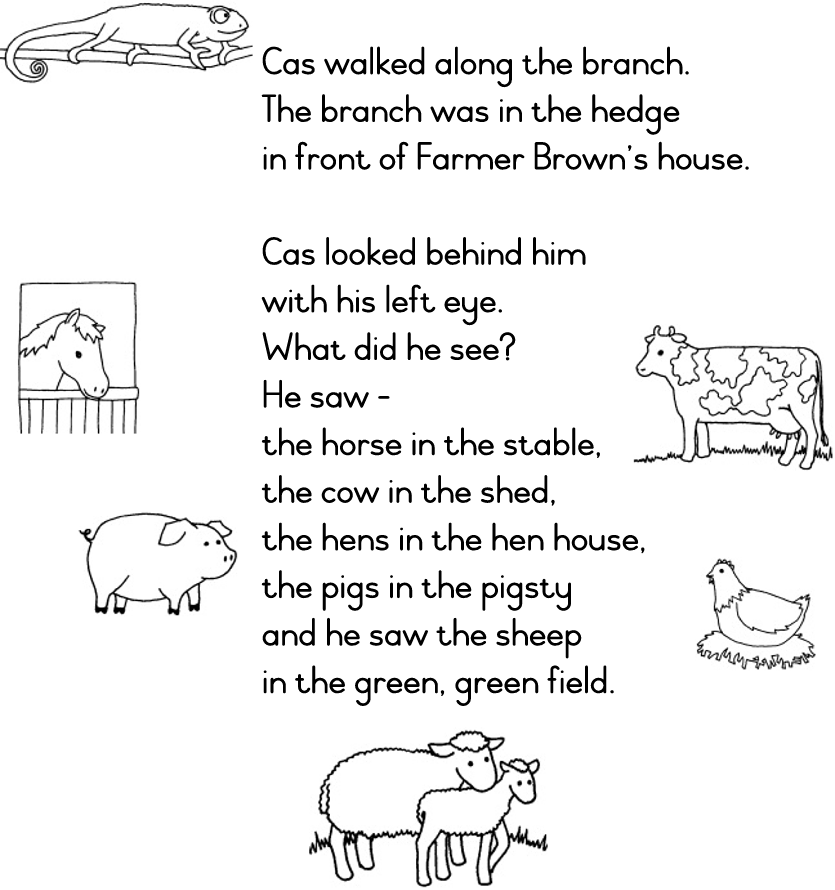 Cas walked along the branch.
The branch was in the hedge
in front of Farmer Brown's house.
Cas looked behind him
with his left eye.
What did he see?
He saw -
the horse in the stable,
the cow in the shed,
the hens in the hen house,
the pigs in the pigsty
and he saw the sheep
in the green, green field.